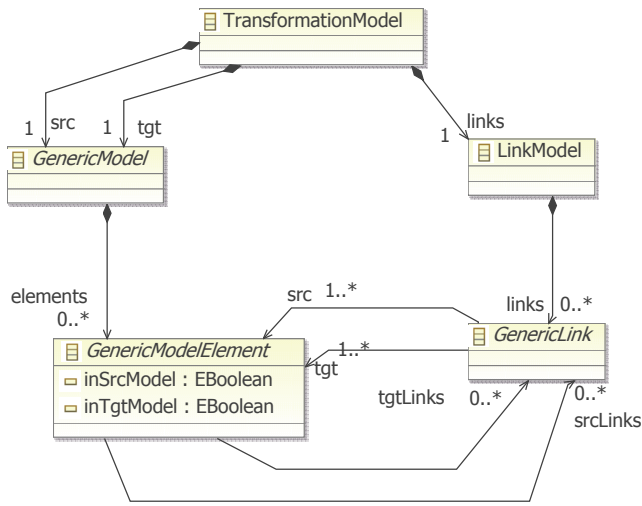 TransformationModel
src
1
1
tgt
links
1
GenericModel
LinkModel
elements
0..*
src
1..*
links
0..*
GenericModelElement
GenericLink
1..*
tgt
inSrcModel : EBoolean
inTgtModel : EBoolean
tgtLinks
0..*
0..*
srcLinks